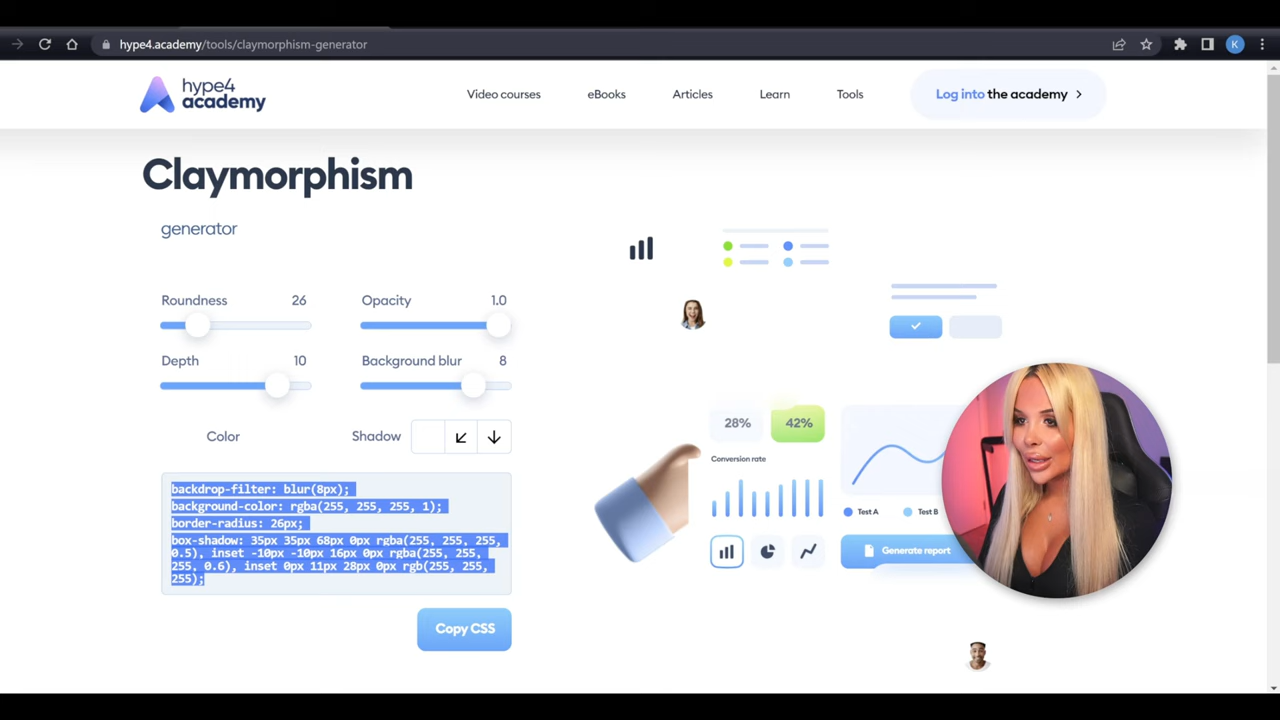 hype4.academy/tools/claymorphism-generator
K
hype4
academy
Video courses
eBooks
Articles
Learn
Tools
Log into the academy
Claymorphism
generator
Roundness 26
Opacity 1.0
Depth 10
Background blur 8
Color
Shadow
backdrop-filter: blur(8px);
background-color: rgba(255, 255, 255, 1);
border-radius: 26px;
box-shadow: 35px 35px 68px 0px rgba(255, 255, 255,
0.5), inset -10px -10px 16px 0px rgba(255, 255,
255, 0.6), inset 0px 11px 28px 0px rgb(255, 255,
255);
Copy CSS
28%
42%
Conversion rate
Test A
Test B
Generate report